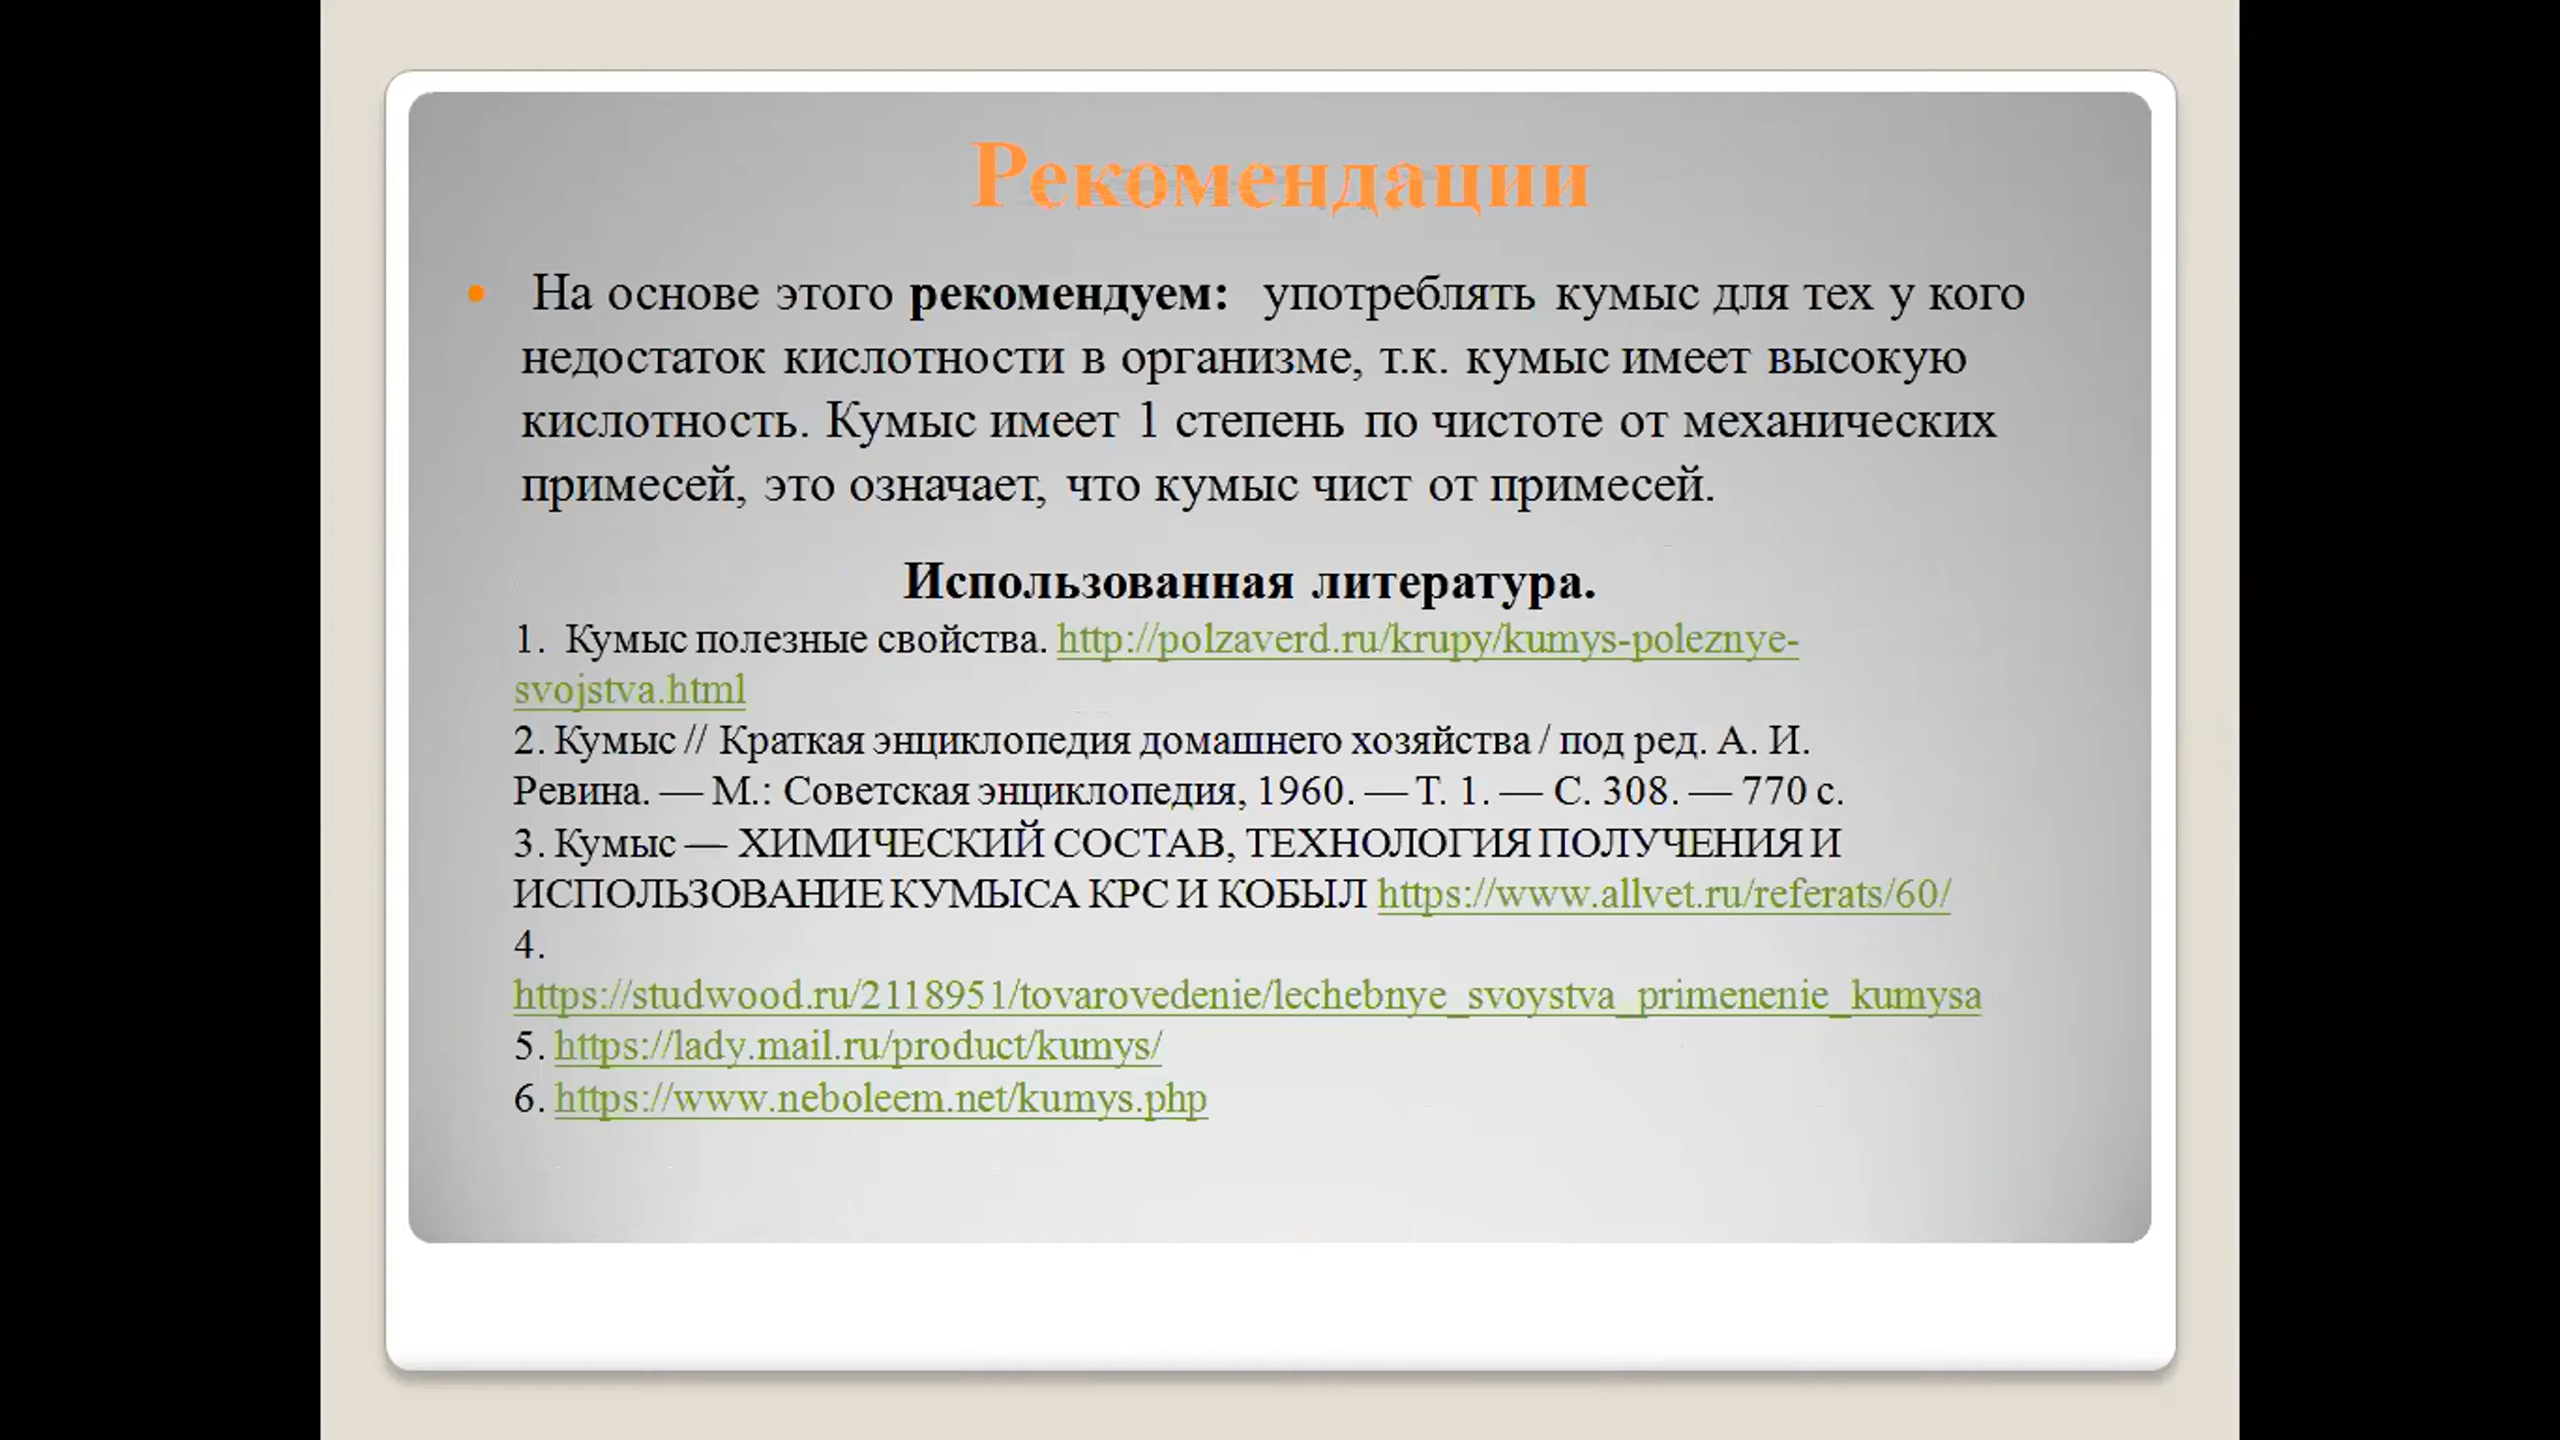 Рекомендации
• На основе этого рекомендуем: употреблять кумыс для тех у кого
недостаток кислотности в организме, т.к. кумыс имеет высокую
кислотность. Кумыс имеет 1 степень по чистоте от механических
примесей, это означает, что кумыс чист от примесей.
Использованная литература.
1. Кумыс полезные свойства. http://polzaverd.ru/krupy/kumys-poleznye-
svojstva.html
2. Кумыс // Краткая энциклопедия домашнего хозяйства / под ред. А. И.
Ревина. — М.: Советская энциклопедия, 1960. — Т. 1. — С. 308. — 770 с.
3. Кумыс — ХИМИЧЕСКИЙ СОСТАВ, ТЕХНОЛОГИЯ ПОЛУЧЕНИЯ И
ИСПОЛЬЗОВАНИЕ КУМЫСА КРС И КОБЫЛ https://www.allvet.ru/referats/60/
4.
https://studwood.ru/2118951/tovarovedenie/lechebnye_svoystva_primenenie_kumysa
5. https://lady.mail.ru/product/kumys/
6. https://www.neboleem.net/kumys.php